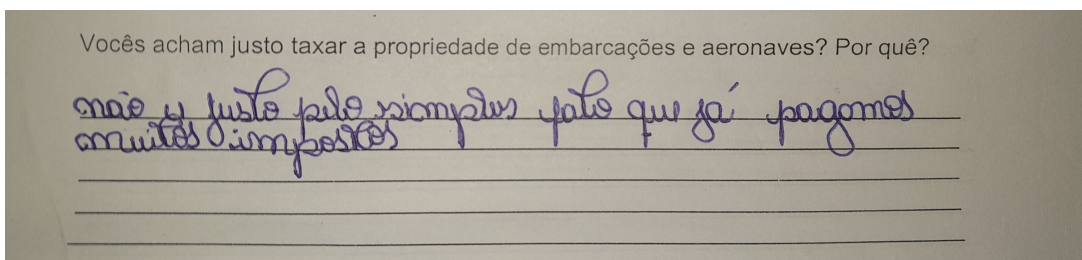 Vocês acham justo taxar a propriedade de embarcações e aeronaves? Por quê?
não é justo pelo simples fato que já pagamos
muitos impostos